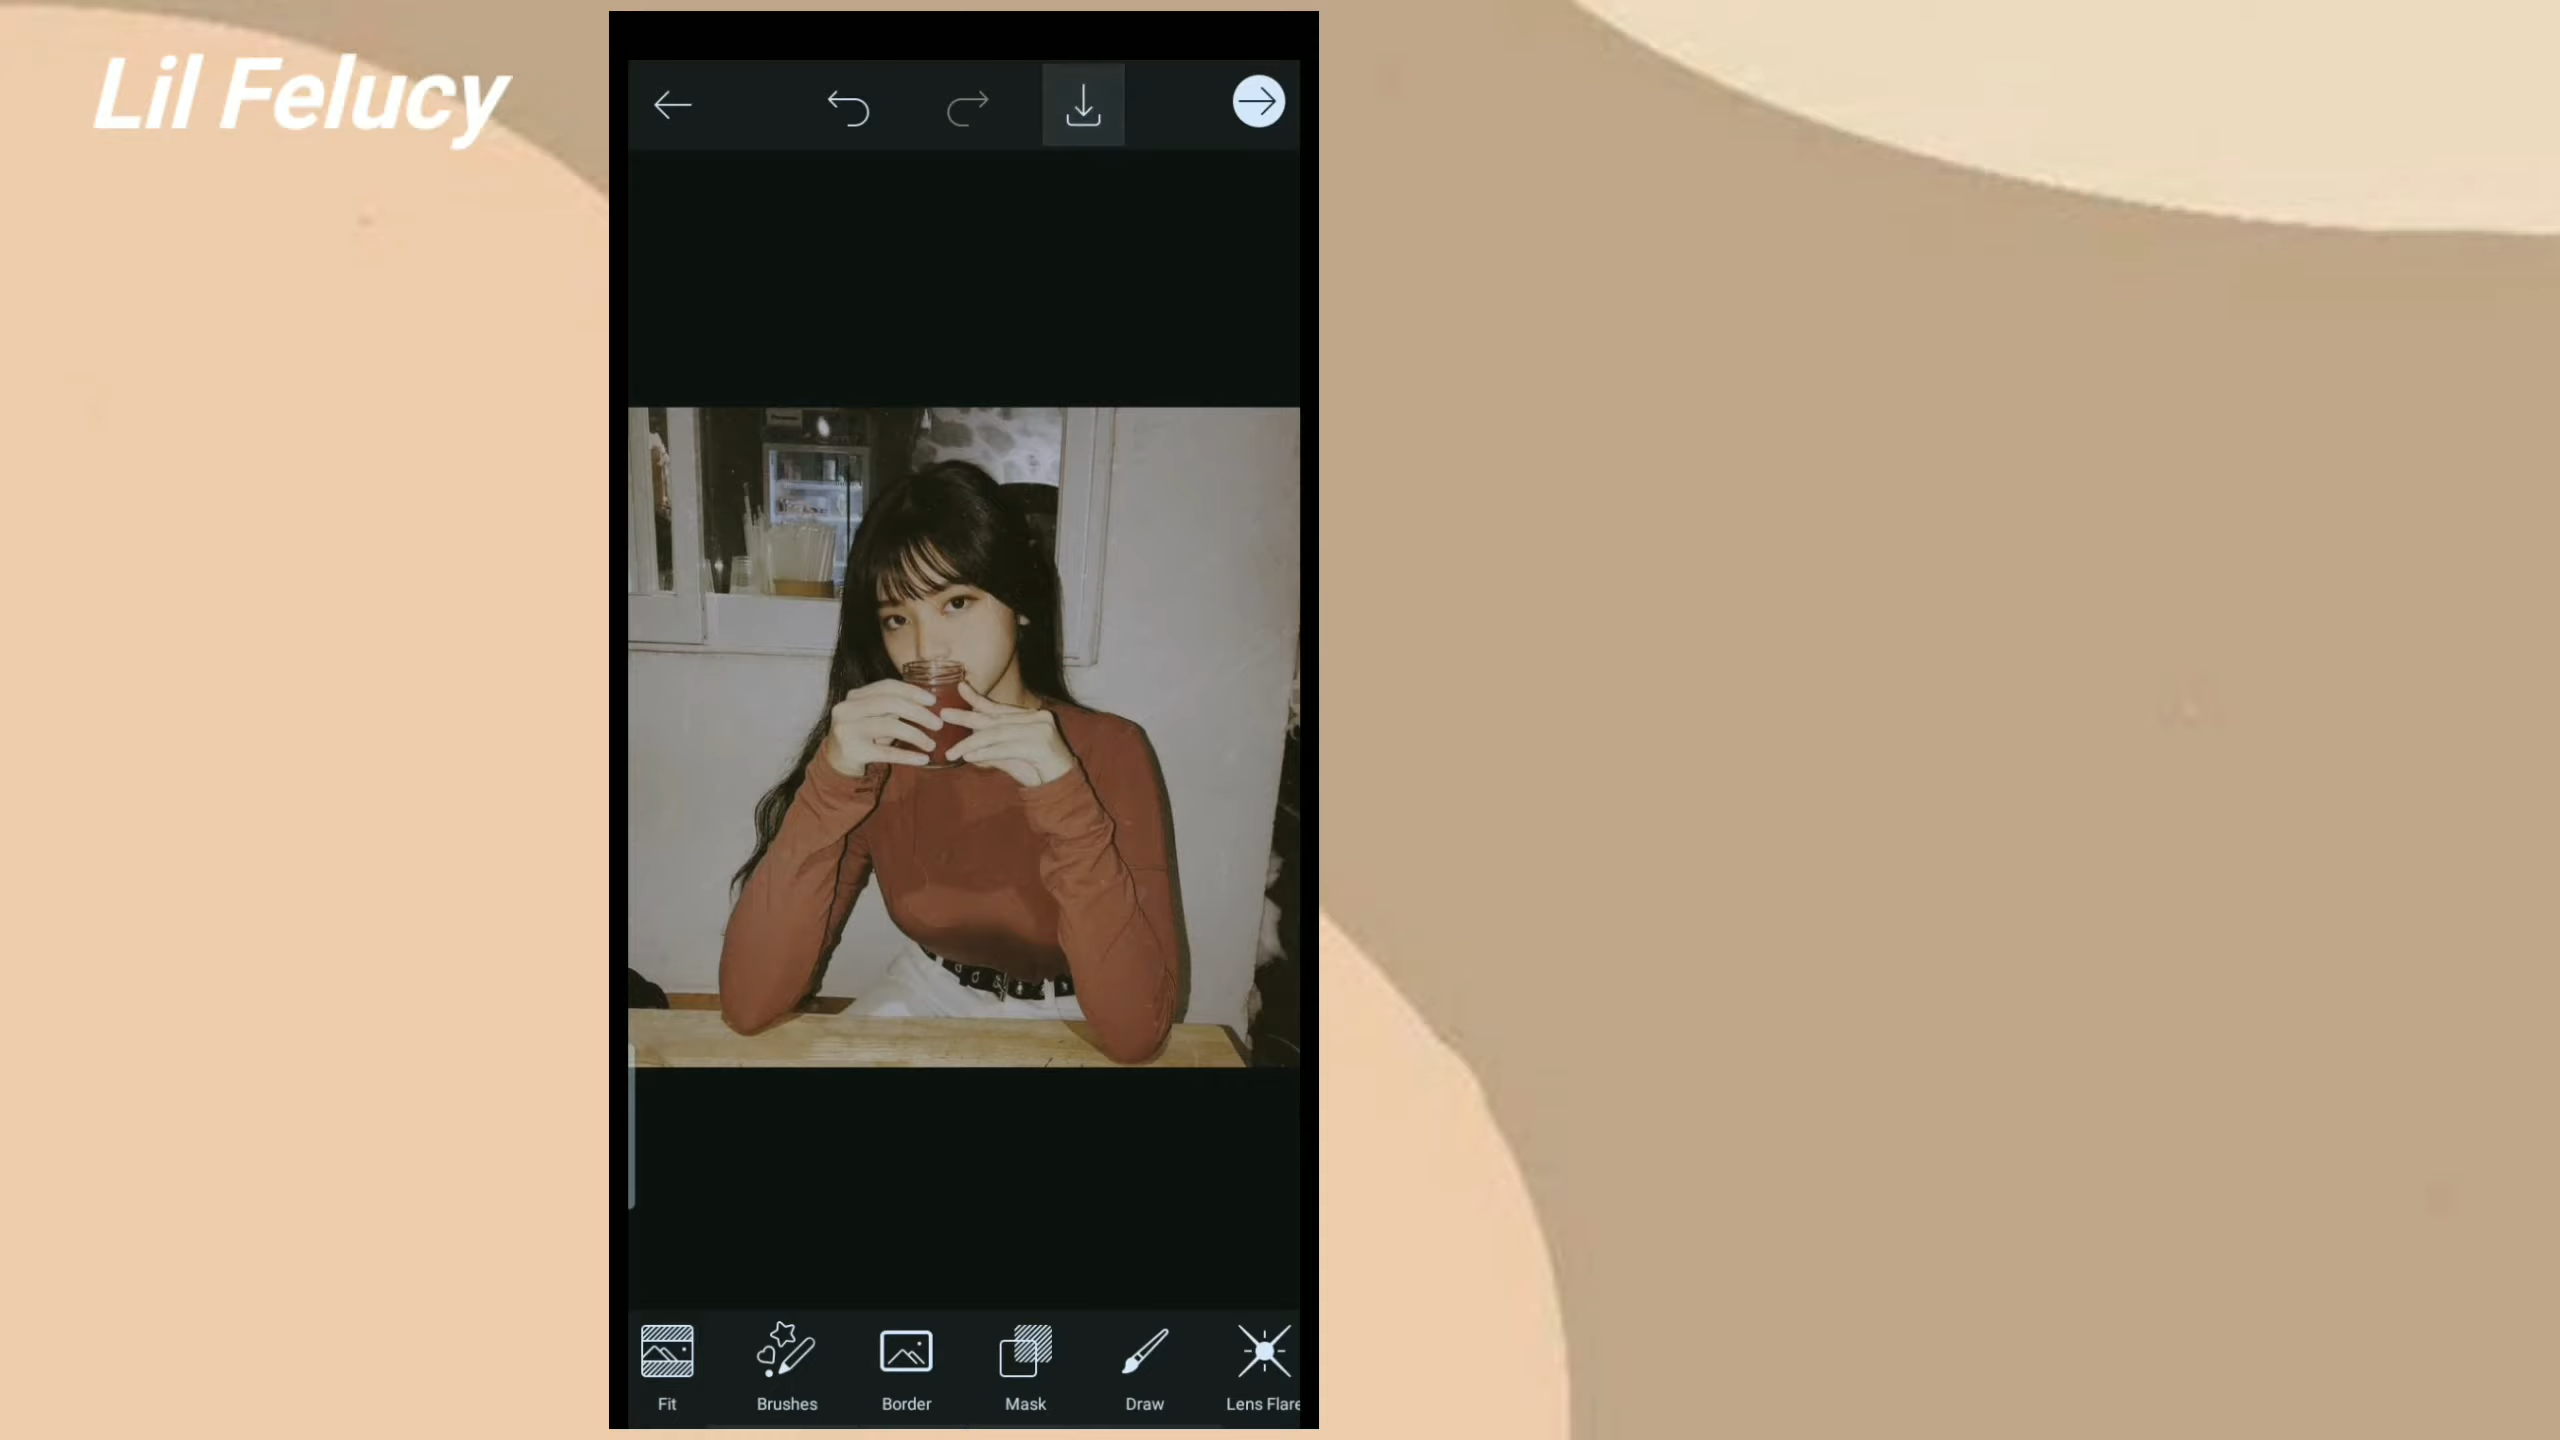 Lil Felucy
Fit
Brushes
Border
Mask
Draw
Lens Flare